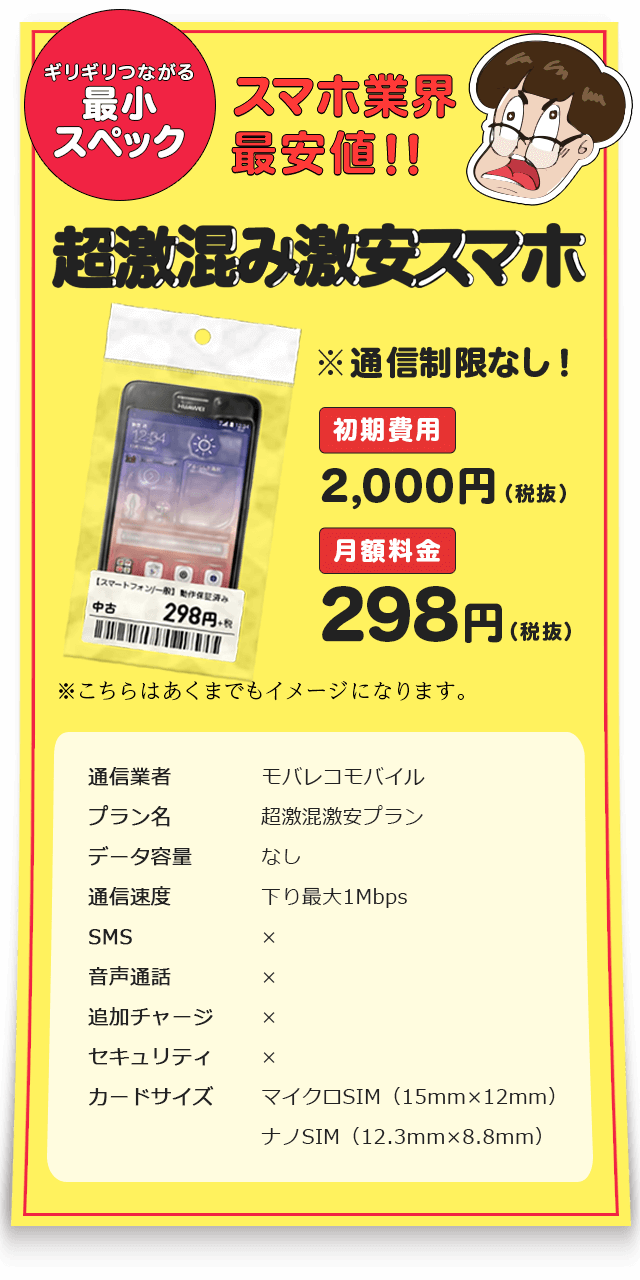 ギリギリつながる
最小
スペック
スマホ業界
最安値!!
超激混み激安スマホ
※通信制限なし！
初期費用
2,000円（税抜）
月額料金
298円（税抜）
HUAWEI
【スマートフォン/一般】動作保証済み
中古 298円+税
※こちらはあくまでもイメージになります。
通信業者 モバレコモバイル
プラン名 超激混激安プラン
データ容量 なし
通信速度 下り最大1Mbps
SMS ×
音声通話 ×
追加チャージ ×
セキュリティ ×
カードサイズ マイクロSIM（15mm×12mm）
ナノSIM（12.3mm×8.8mm）